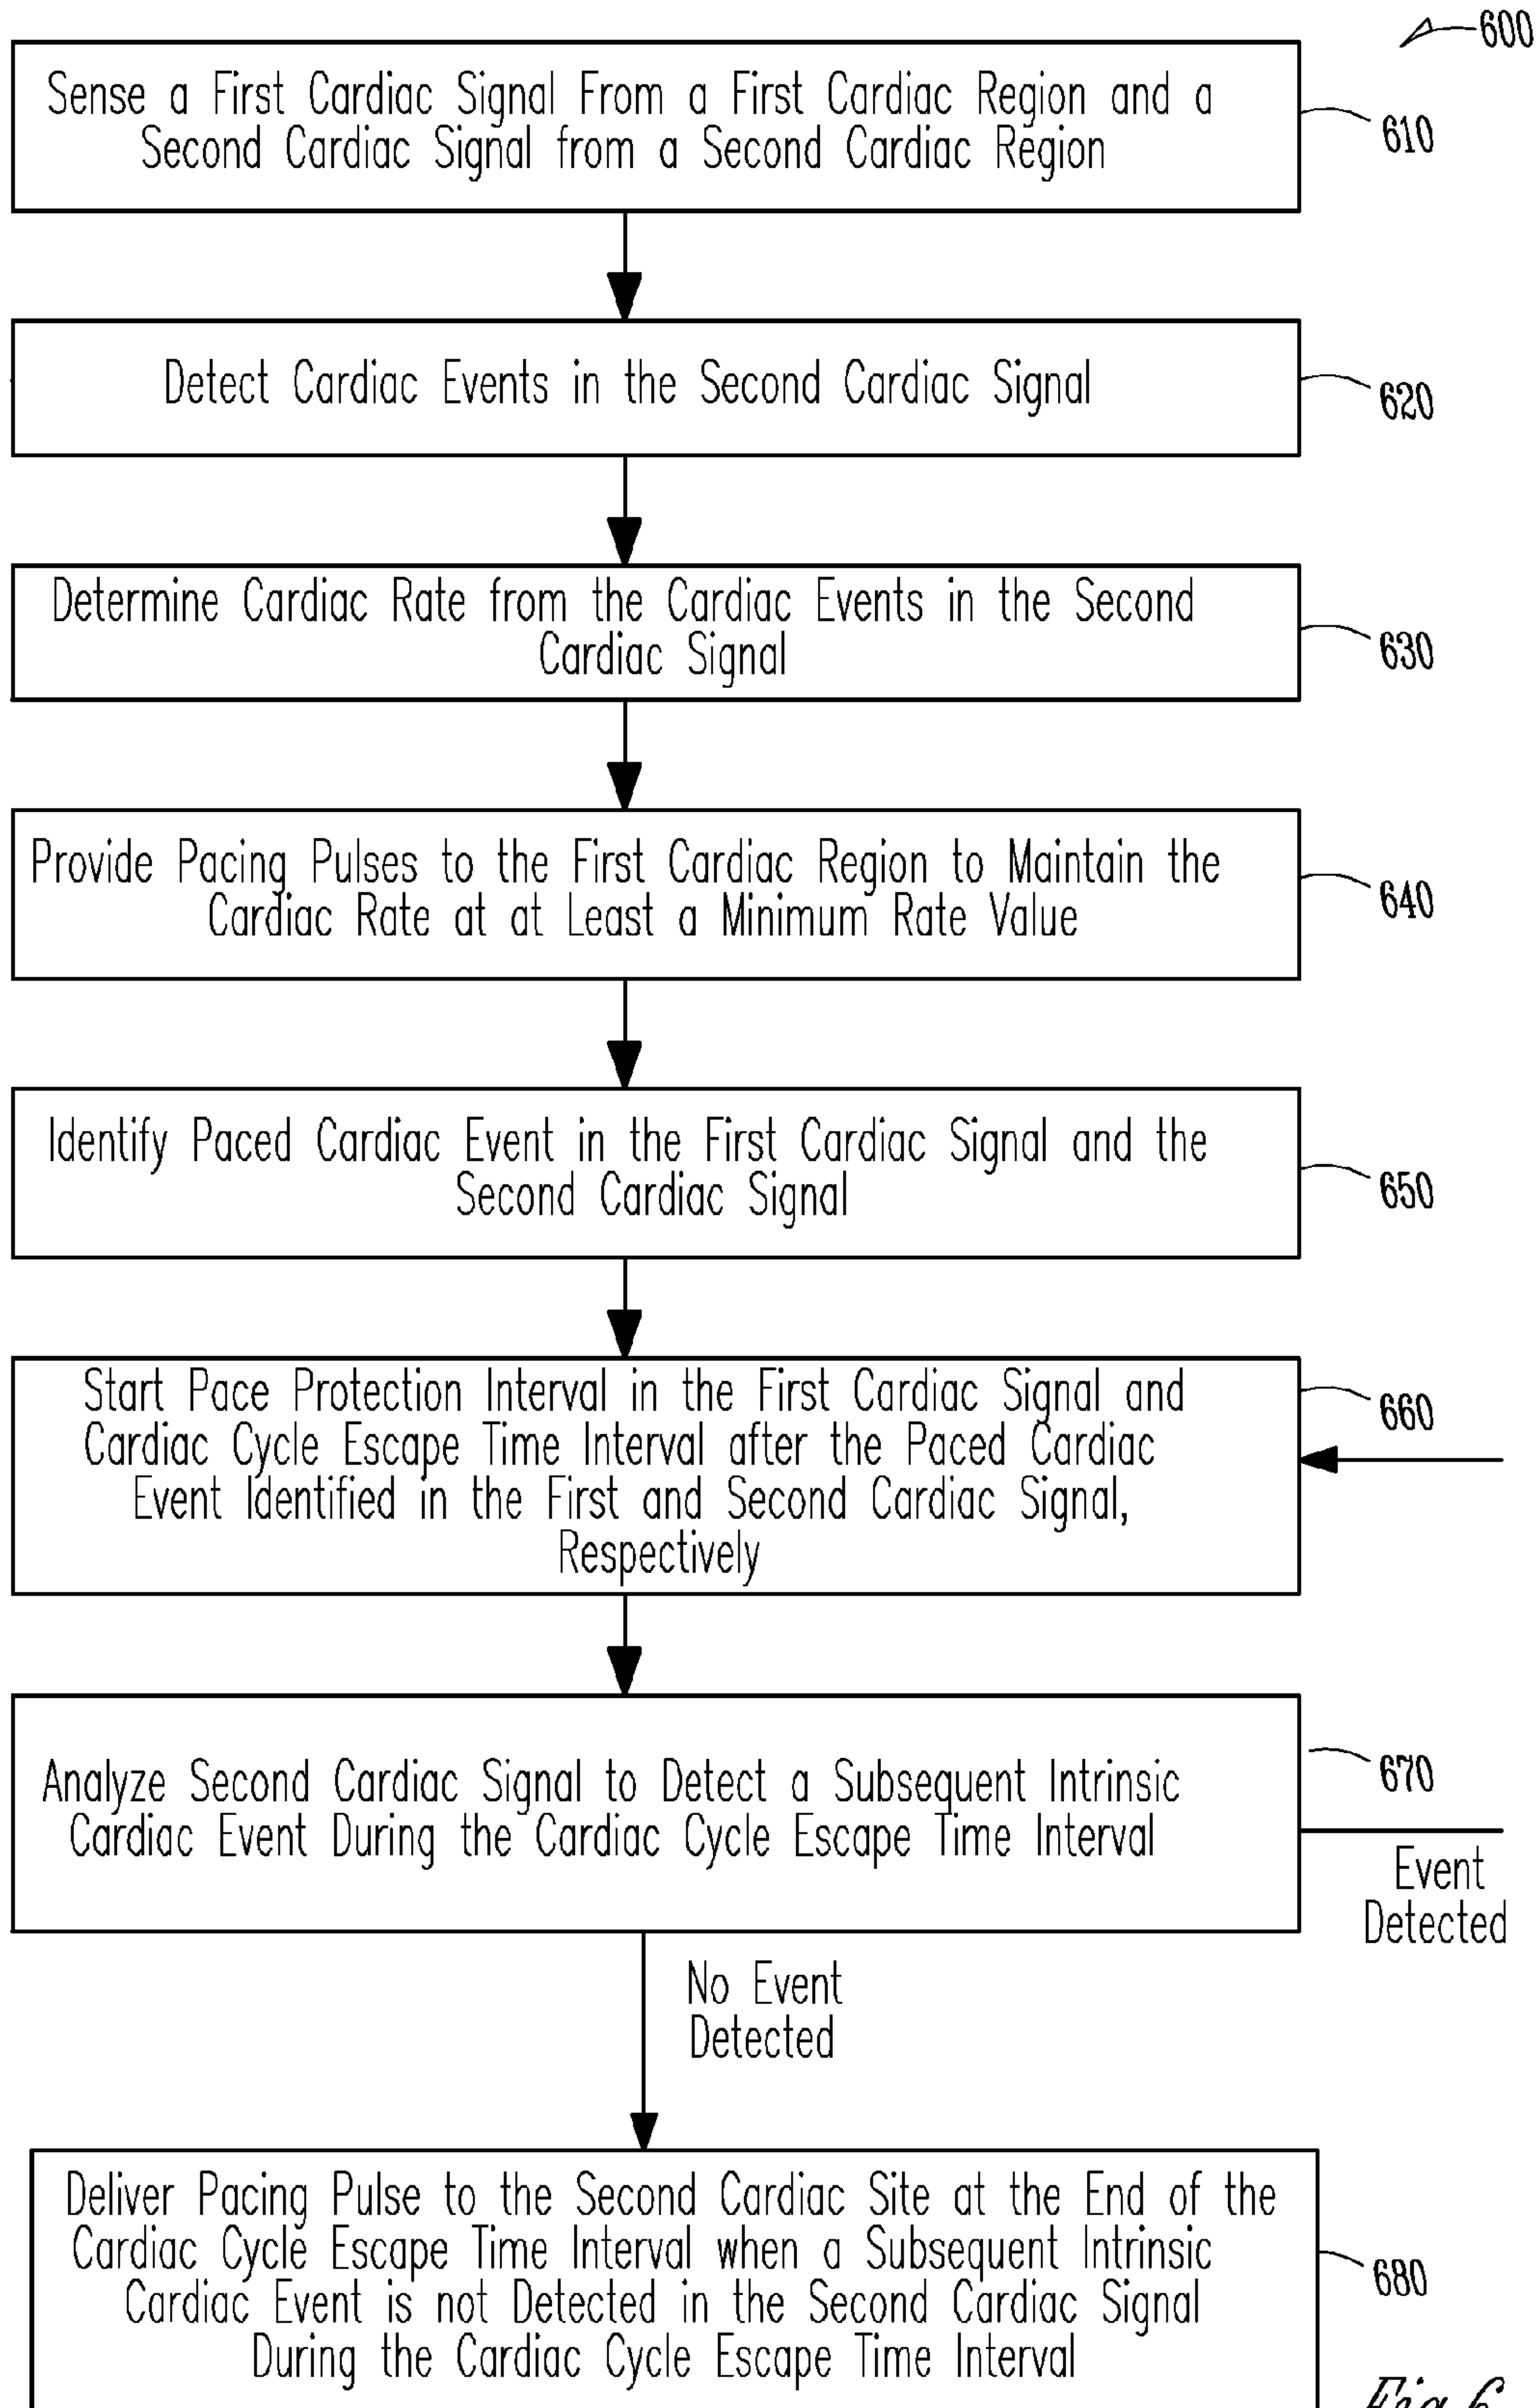 600
Sense a First Cardiac Signal From a First Cardiac Region and a
Second Cardiac Signal from a Second Cardiac Region
610
Detect Cardiac Events in the Second Cardiac Signal
620
Determine Cardiac Rate from the Cardiac Events in the Second
Cardiac Signal
630
Provide Pacing Pulses to the First Cardiac Region to Maintain the
Cardiac Rate at at Least a Minimum Rate Value
640
Identify Paced Cardiac Event in the First Cardiac Signal and the
Second Cardiac Signal
650
Start Pace Protection Interval in the First Cardiac Signal and
Cardiac Cycle Escape Time Interval after the Paced Cardiac
Event Identified in the First and Second Cardiac Signal,
Respectively
660
Analyze Second Cardiac Signal to Detect a Subsequent Intrinsic
Cardiac Event During the Cardiac Cycle Escape Time Interval
670
Event
Detected
No Event
Detected
Deliver Pacing Pulse to the Second Cardiac Site at the End of the
Cardiac Cycle Escape Time Interval when a Subsequent Intrinsic
Cardiac Event is not Detected in the Second Cardiac Signal
During the Cardiac Cycle Escape Time Interval
680
Fig.6